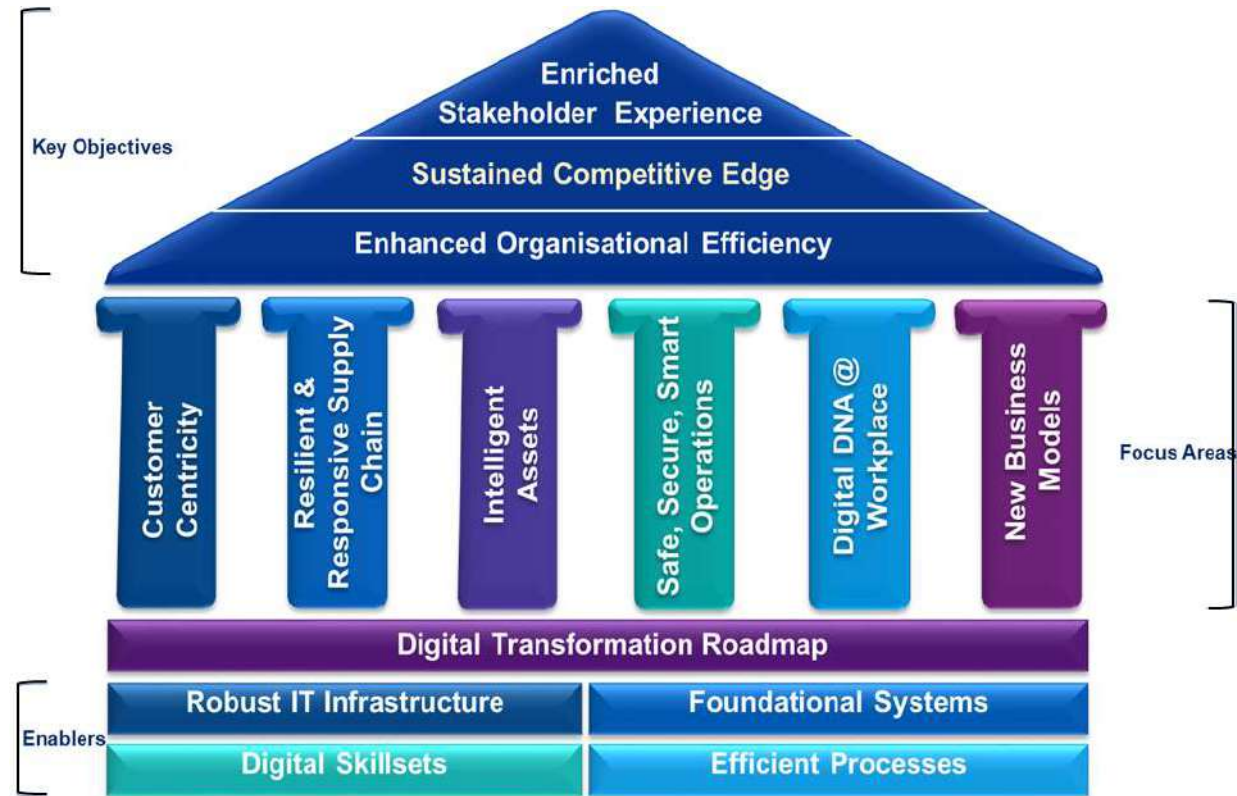 Enriched
Stakeholder Experience
Key Objectives
Sustained Competitive Edge
Enhanced Organisational Efficiency
Customer
Centricity
Resilient &
Responsive Supply
Chain
Intelligent
Assets
Safe, Secure, Smart
Operations
Digital DNA @
Workplace
New Business
Models
Focus Areas
Digital Transformation Roadmap
Robust IT Infrastructure
Foundational Systems
Enablers
Digital Skillsets
Efficient Processes